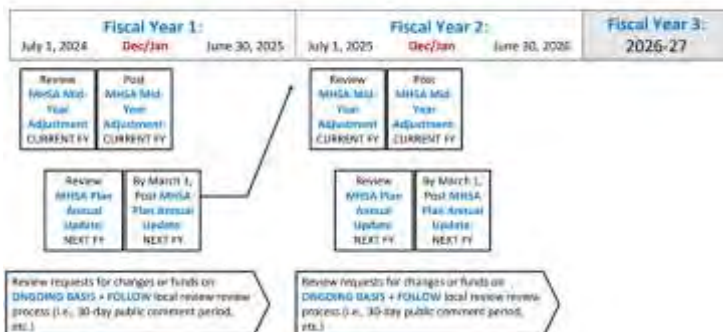 Fiscal Year 1:
July 1, 2024 Dec/Jan June 30, 2025
Fiscal Year 2:
July 1, 2025 Dec/Jan June 30, 2026
Fiscal Year 3:
2026-27
Review
MHSA Mid-
Year
Adjustment
CURRENT FY
Post
MHSA Mid-
Year
Adjustment
CURRENT FY
Review
MHSA Mid-
Year
Adjustment
CURRENT FY
Post
MHSA Mid-
Year
Adjustment
CURRENT FY
Review
MHSA Plan
Annual
Update
NEXT FY
By March 1,
Post MHSA
Plan Annual
Update
NEXT FY
Review
MHSA Plan
Annual
Update
NEXT FY
By March 1,
Post MHSA
Plan Annual
Update
NEXT FY
Review requests for changes or funds on
ONGOING BASIS + FOLLOW local review review
process (i.e., 30-day public comment period,
etc.)
Review requests for changes or funds on
ONGOING BASIS + FOLLOW local review review
process (i.e., 30-day public comment period,
etc.)